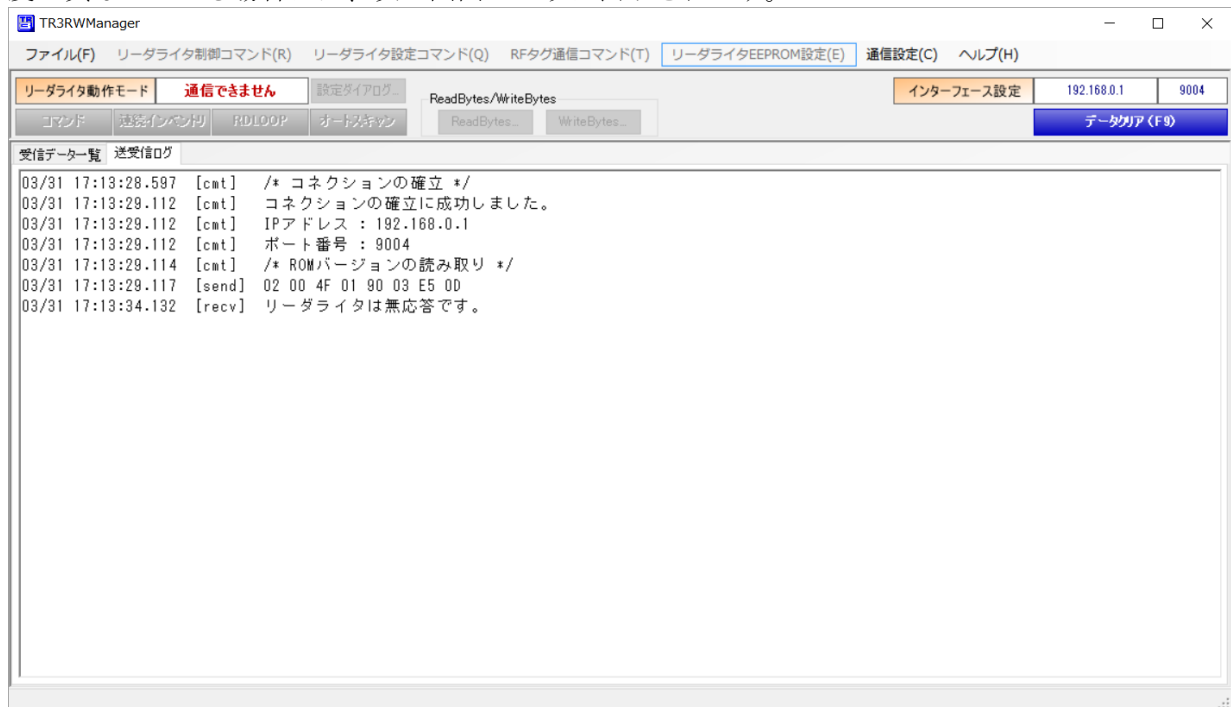 TR3RWManager
ファイル(F) リーダライタ制御コマンド(R) リーダライタ設定コマンド(Q) RFタグ通信コマンド(T) リーダライタEEPROM設定(E) 通信設定(C) ヘルプ(H)
リーダライタ動作モード 通信できません 設定ダイアログ... ReadBytes/WriteBytes インターフェース設定 192.168.0.1 9004
コマンド 連続インベントリ RDLOOP オートスキャン ReadBytes... WriteBytes... データクリア (F9)
受信データ一覧 送受信ログ
03/31 17:13:28.597 [cmt] /* コネクションの確立 */
03/31 17:13:29.112 [cmt] コネクションの確立に成功しました。
03/31 17:13:29.112 [cmt] IPアドレス : 192.168.0.1
03/31 17:13:29.112 [cmt] ポート番号 : 9004
03/31 17:13:29.114 [cmt] /* ROMバージョンの読み取り */
03/31 17:13:29.117 [send] 02 00 4F 01 90 03 E5 0D
03/31 17:13:34.132 [recv] リーダライタは無応答です。